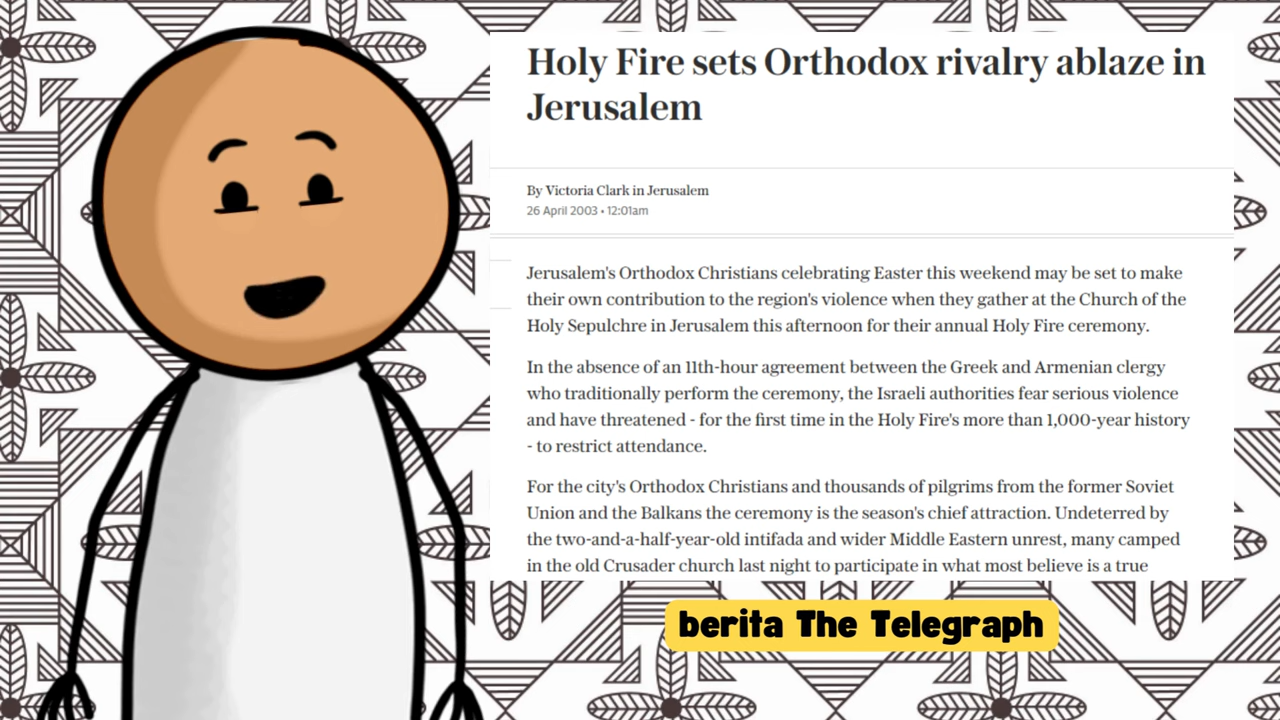 Holy Fire sets Orthodox rivalry ablaze in
Jerusalem
By Victoria Clark in Jerusalem
26 April 2003 • 12:01am
Jerusalem's Orthodox Christians celebrating Easter this weekend may be set to make
their own contribution to the region's violence when they gather at the Church of the
Holy Sepulchre in Jerusalem this afternoon for their annual Holy Fire ceremony.
In the absence of an 11th-hour agreement between the Greek and Armenian clergy
who traditionally perform the ceremony, the Israeli authorities fear serious violence
and have threatened - for the first time in the Holy Fire's more than 1,000-year history
- to restrict attendance.
For the city's Orthodox Christians and thousands of pilgrims from the former Soviet
Union and the Balkans the ceremony is the season's chief attraction. Undeterred by
the two-and-a-half-year-old intifada and wider Middle Eastern unrest, many camped
in the old Crusader church last night to participate in what most believe is a true
berita The Telegraph